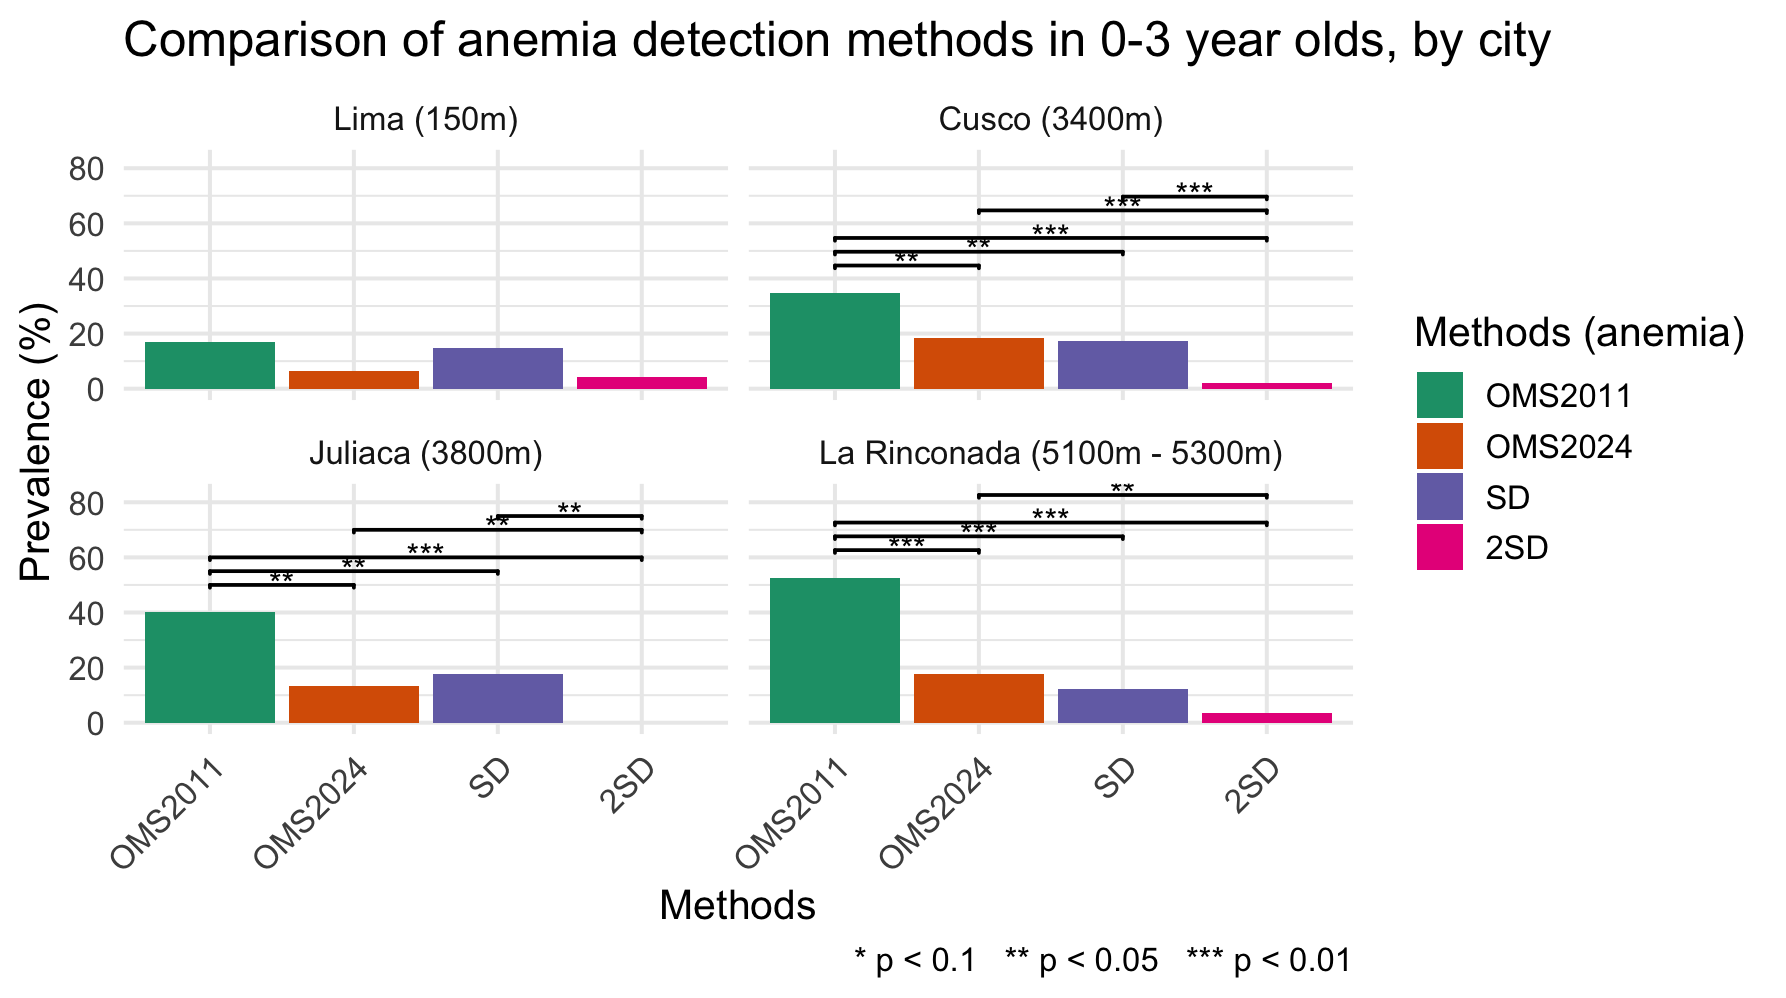 Comparison of anemia detection methods in 0-3 year olds, by city
Lima (150m)
Cusco (3400m)
80
60
40
20
0
***
***
***
**
**
Juliaca (3800m)
La Rinconada (5100m - 5300m)
80
60
40
20
0
**
**
***
**
**
**
***
***
***
OMS2011
OMS2024
SD
2SD
OMS2011
OMS2024
SD
2SD
Prevalence (%)
Methods
* p < 0.1 ** p < 0.05 *** p < 0.01
Methods (anemia)
OMS2011
OMS2024
SD
2SD